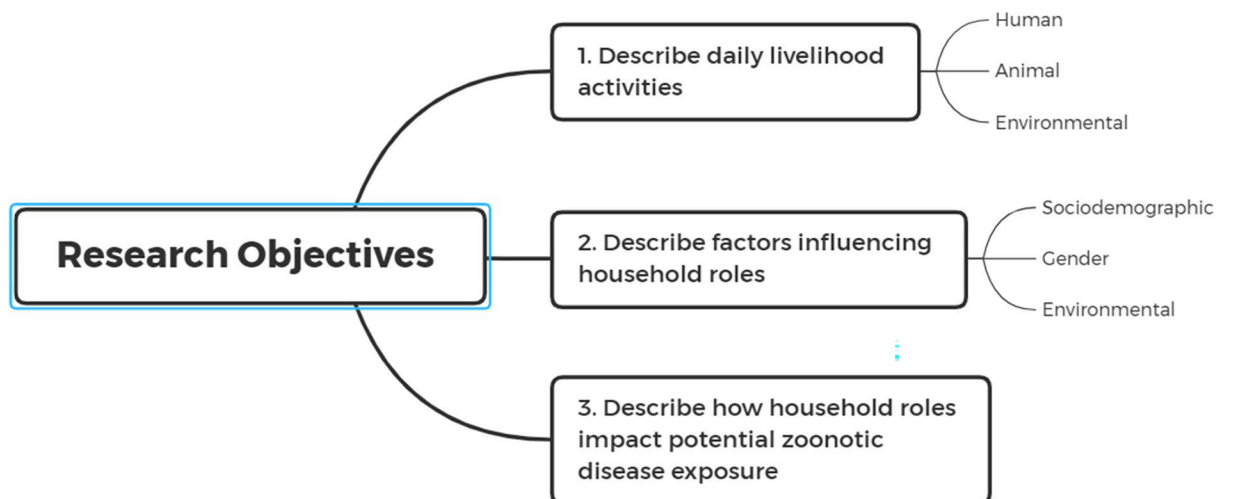 Research Objectives
1. Describe daily livelihood
activities
Human
Animal
Environmental
2. Describe factors influencing
household roles
Sociodemographic
Gender
Environmental
3. Describe how household roles
impact potential zoonotic
disease exposure